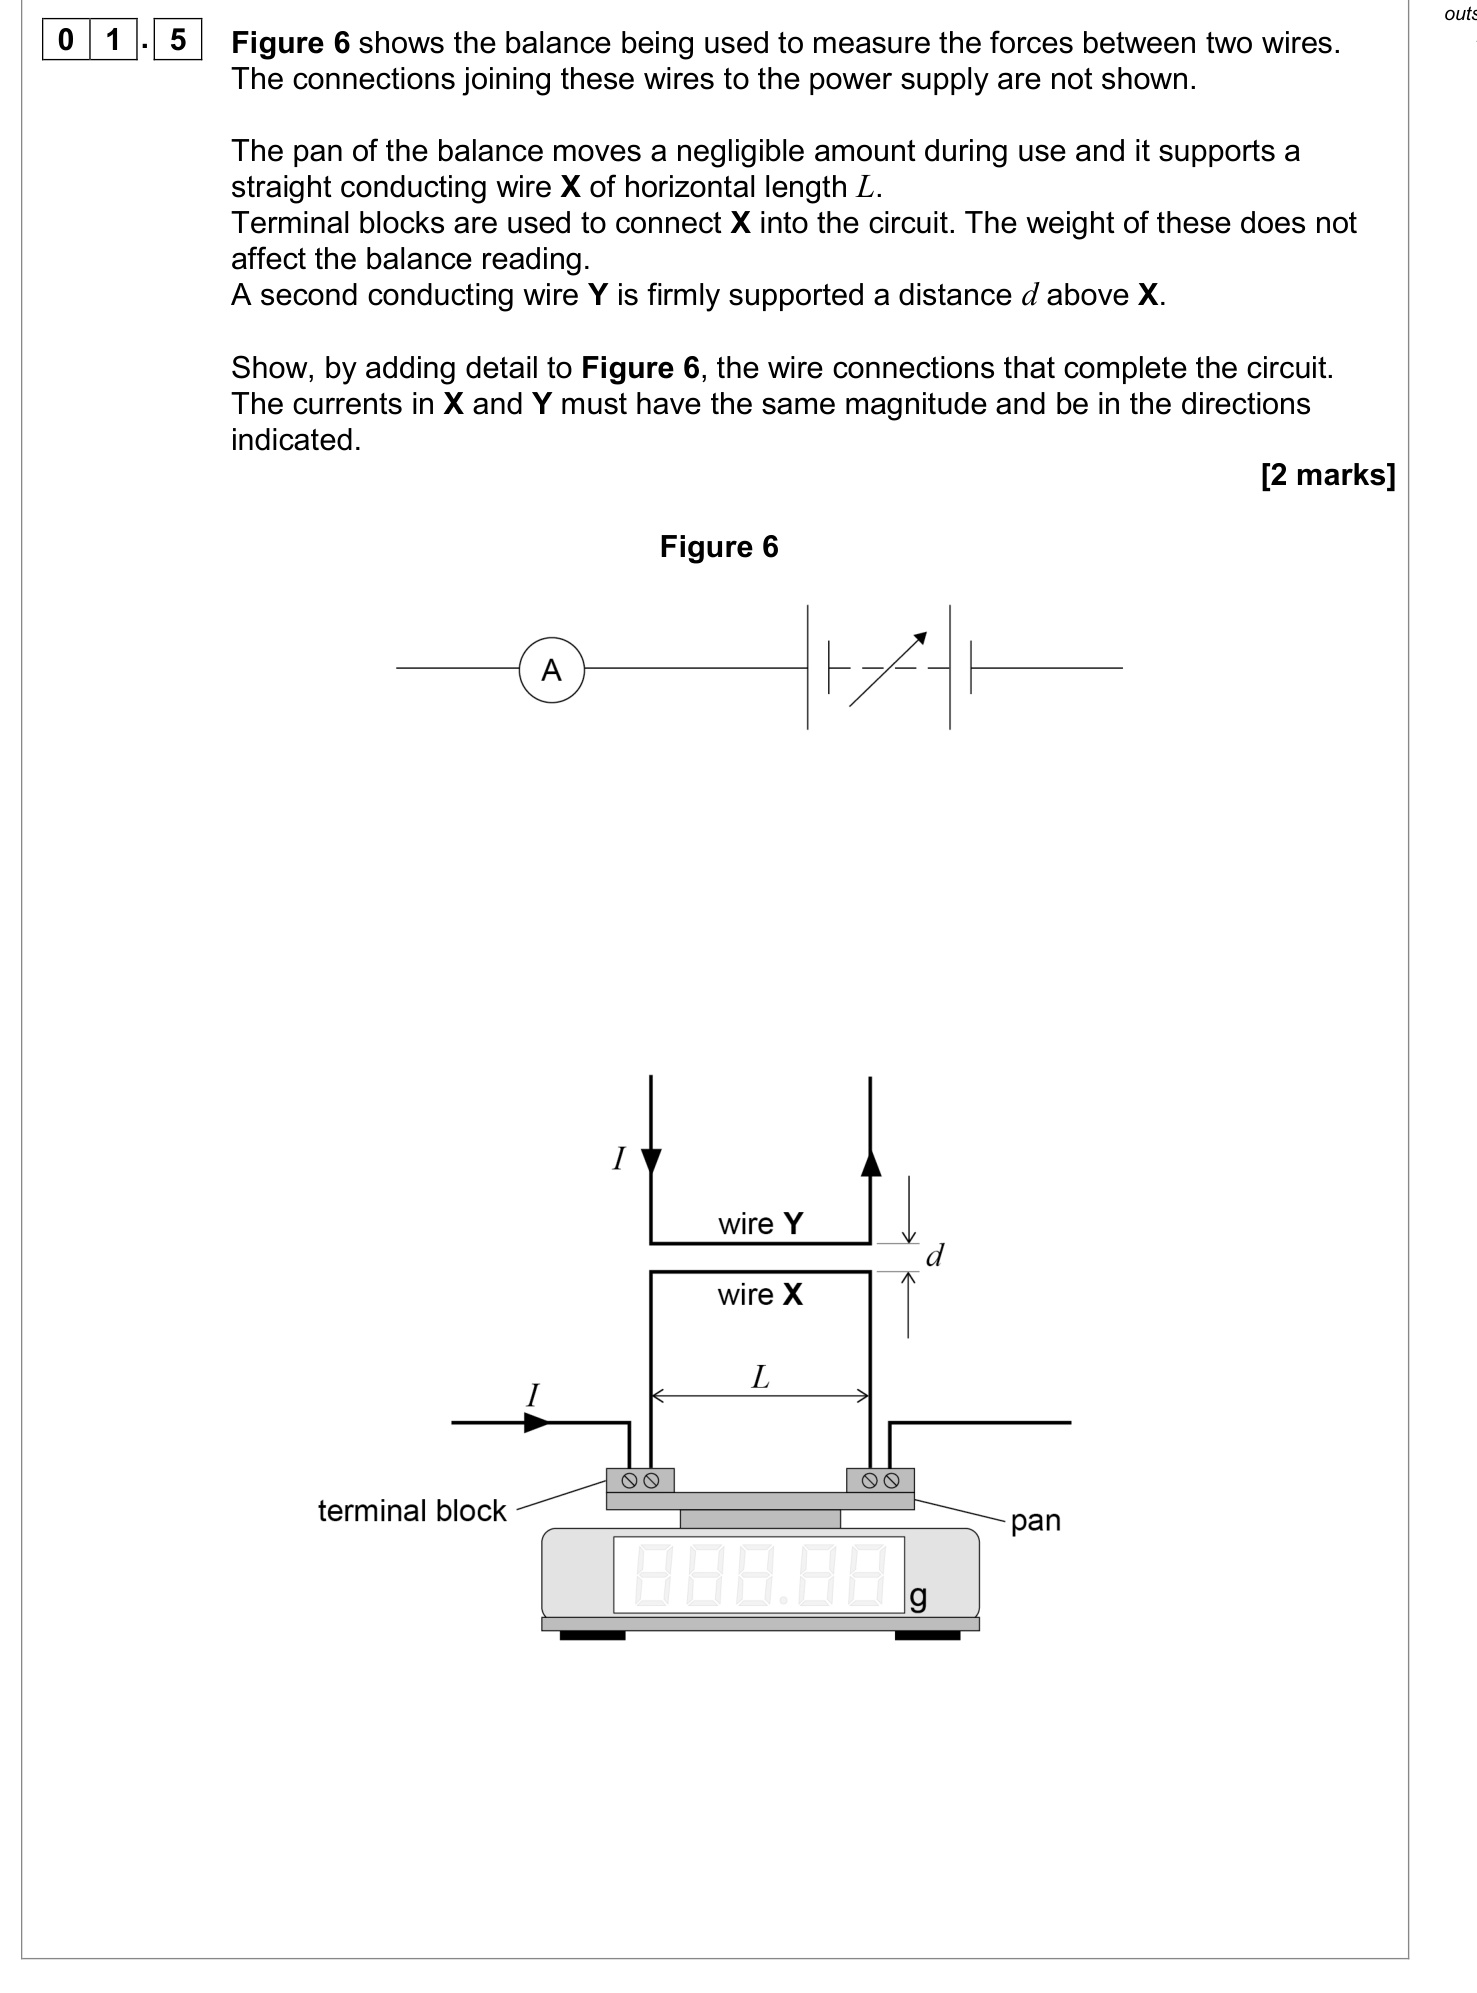 outs
0 1 . 5 Figure 6 shows the balance being used to measure the forces between two wires.
The connections joining these wires to the power supply are not shown.
The pan of the balance moves a negligible amount during use and it supports a
straight conducting wire X of horizontal length L.
Terminal blocks are used to connect X into the circuit. The weight of these does not
affect the balance reading.
A second conducting wire Y is firmly supported a distance d above X.
Show, by adding detail to Figure 6, the wire connections that complete the circuit.
The currents in X and Y must have the same magnitude and be in the directions
indicated.
[2 marks]
Figure 6
A
I
wire Y
d
wire X
L
I
terminal block
pan
888.88
g